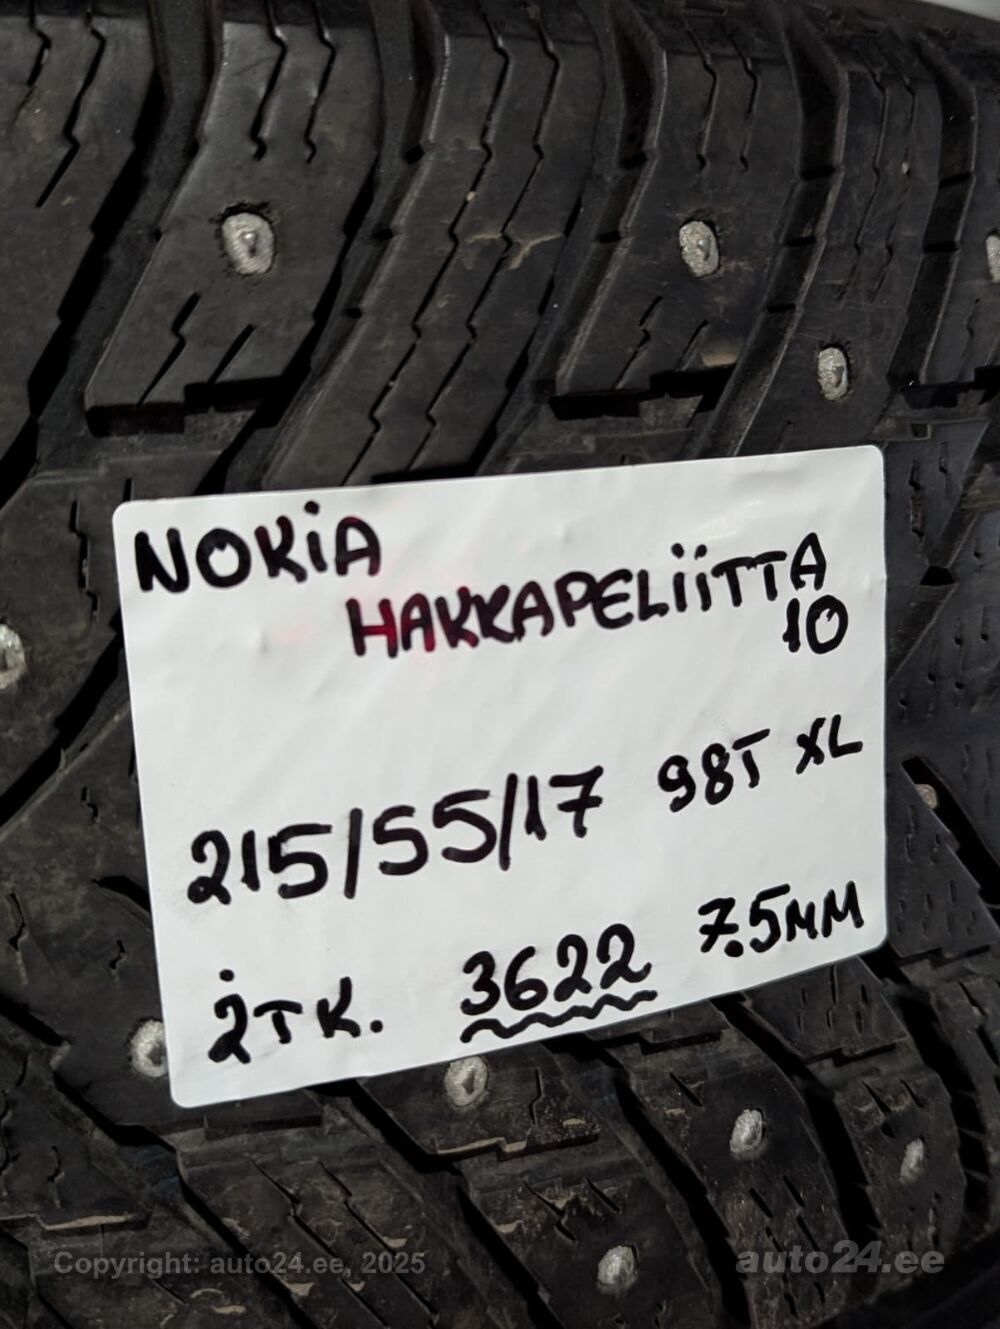 NOKiA
HAKKAPELiiTTA
10
215/55/17 98T XL
2TK. 3622 7.5MM
Copyright: auto24.ee, 2025
auto24.ee